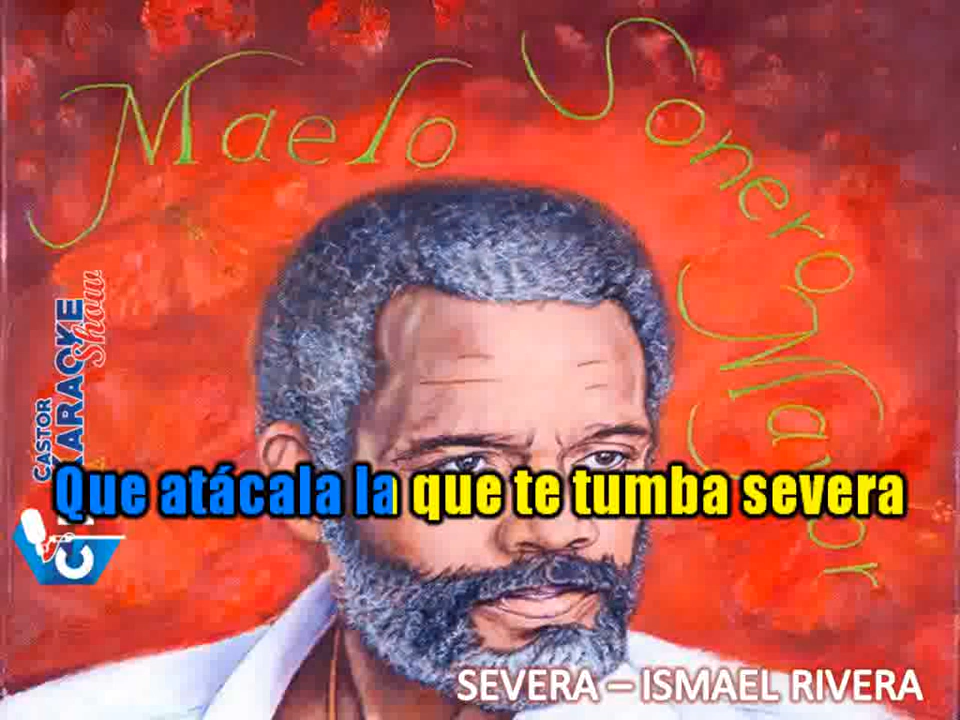 Maelo Sonero Mayor
CASTOR
KARAOKE
Show
Que atácala la que te tumba severa
SEVERA – ISMAEL RIVERA